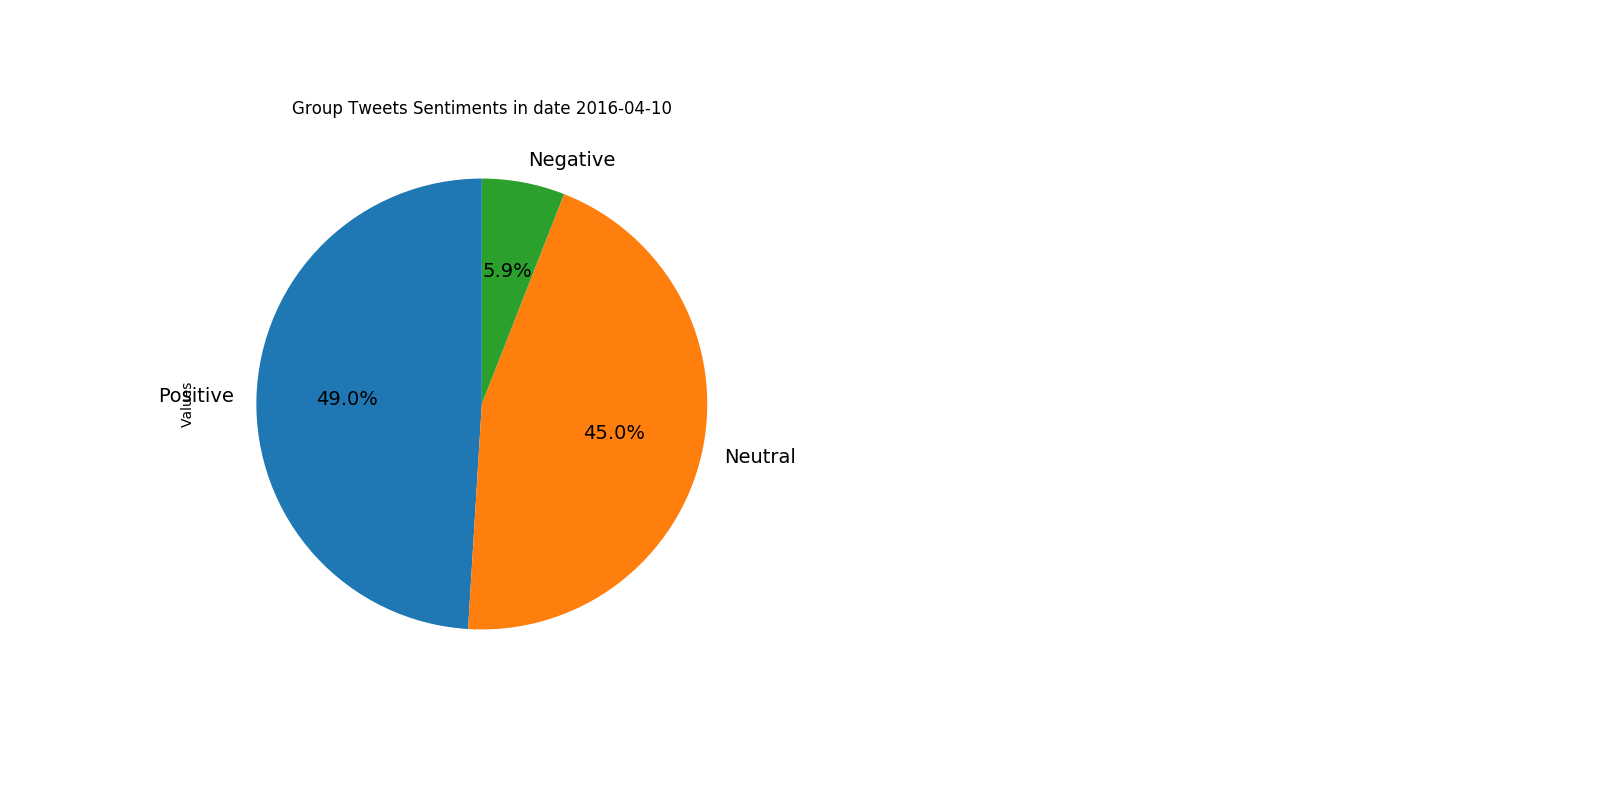 Group Tweets Sentiments in date 2016-04-10
Negative
5.9%
Positive
Values
49.0%
45.0%
Neutral